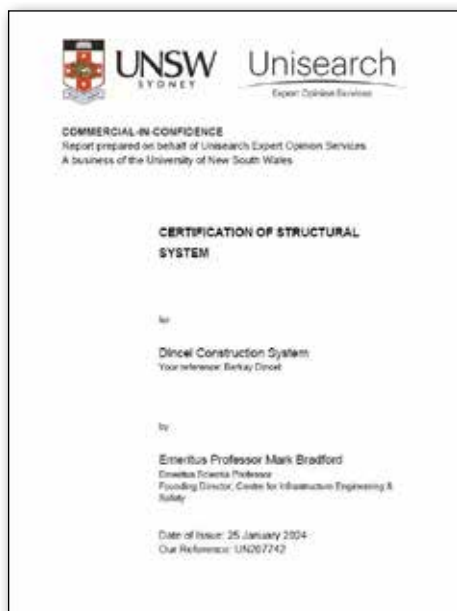 UNSW
SYDNEY
Unisearch
Expert Opinion Services
COMMERCIAL-IN-CONFIDENCE
Report prepared on behalf of Unisearch Expert Opinion Services
A business of the University of New South Wales
CERTIFICATION OF STRUCTURAL
SYSTEM
for
Dincel Construction System
Your reference: Berkay Dincel
by
Emeritus Professor Mark Bradford
Emeritus Scientia Professor
Founding Director, Centre for Infrastructure Engineering &
Safety
Date of Issue: 25 January 2024
Our Reference: UN207742